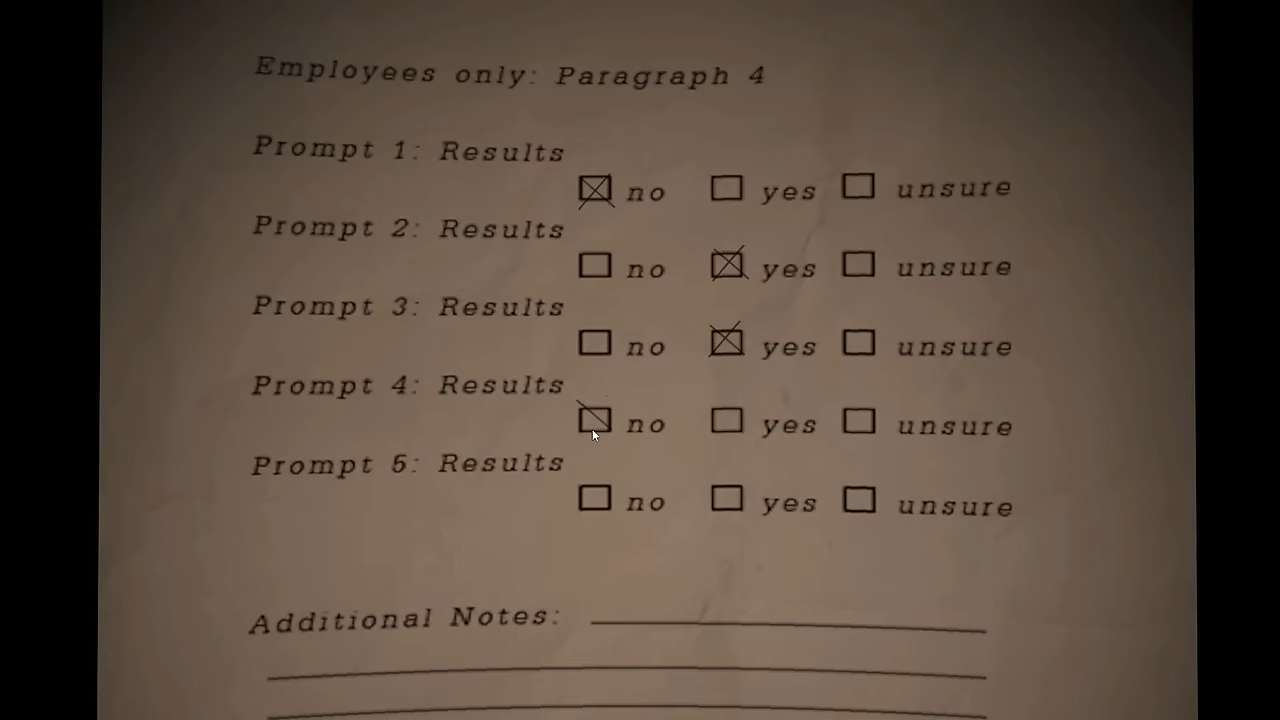 Employees only: Paragraph 4
Prompt 1: Results
no yes unsure
Prompt 2: Results
no yes unsure
Prompt 3: Results
no yes unsure
Prompt 4: Results
no yes unsure
Prompt 5: Results
no yes unsure
Additional Notes: